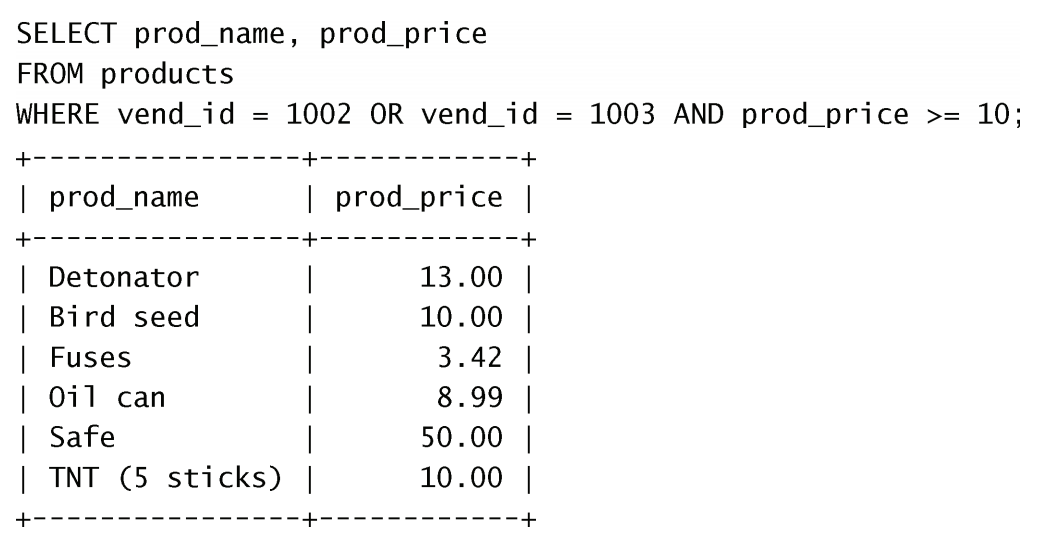 SELECT prod_name, prod_price
FROM products
WHERE vend_id = 1002 OR vend_id = 1003 AND prod_price >= 10;
+----------------+------------+
| prod_name      | prod_price |
+----------------+------------+
| Detonator      |      13.00 |
| Bird seed      |      10.00 |
| Fuses          |       3.42 |
| Oil can        |       8.99 |
| Safe           |      50.00 |
| TNT (5 sticks) |      10.00 |
+----------------+------------+